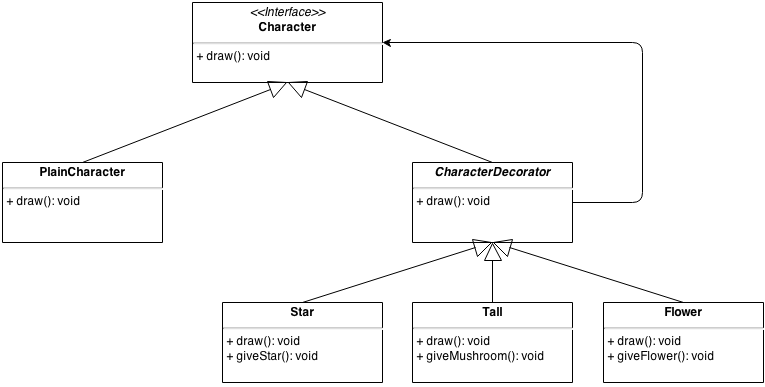 <<Interface>>
Character
+ draw(): void
PlainCharacter
+ draw(): void
CharacterDecorator
+ draw(): void
Star
+ draw(): void
+ giveStar(): void
Tall
+ draw(): void
+ giveMushroom(): void
Flower
+ draw(): void
+ giveFlower(): void